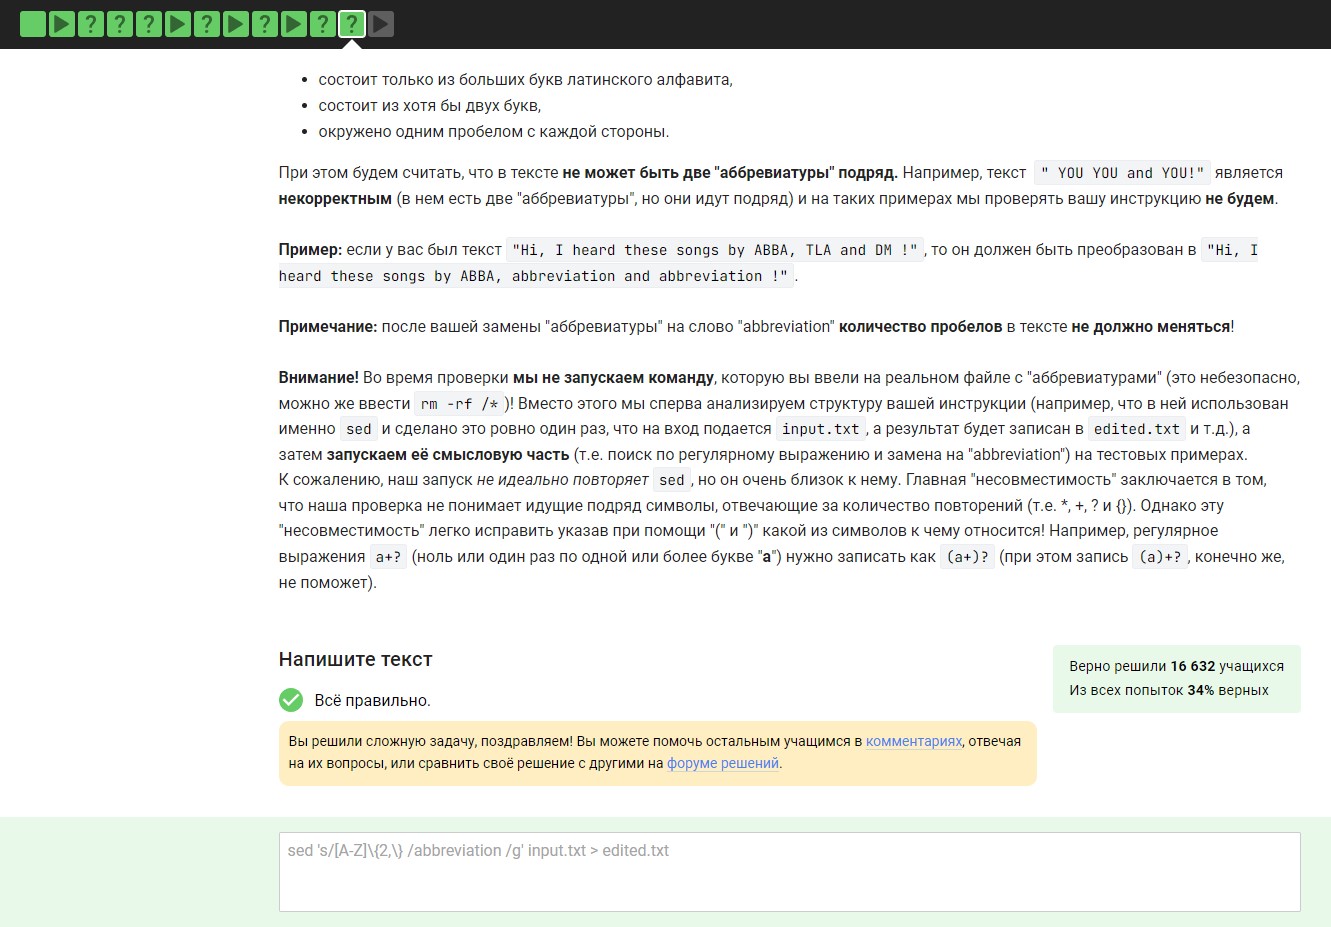 ? ? ? ? ? ? ?
состоит только из больших букв латинского алфавита,
состоит из хотя бы двух букв,
окружено одним пробелом с каждой стороны.
При этом будем считать, что в тексте не может быть две "аббревиатуры" подряд. Например, текст " YOU YOU and YOU!" является
некорректным (в нем есть две "аббревиатуры", но они идут подряд) и на таких примерах мы проверять вашу инструкцию не будем.
Пример: если у вас был текст "Hi, I heard these songs by ABBA, TLA and DM !", то он должен быть преобразован в "Hi, I
heard these songs by ABBA, abbreviation and abbreviation !".
Примечание: после вашей замены "аббревиатуры" на слово "abbreviation" количество пробелов в тексте не должно меняться!
Внимание! Во время проверки мы не запускаем команду, которую вы ввели на реальном файле с "аббревиатурами" (это небезопасно,
можно же ввести rm -rf /*)! Вместо этого мы сперва анализируем структуру вашей инструкции (например, что в ней использован
именно sed и сделано это ровно один раз, что на вход подается input.txt, а результат будет записан в edited.txt и т.д.), а
затем запускаем её смысловую часть (т.е. поиск по регулярному выражению и замена на "abbreviation") на тестовых примерах.
К сожалению, наш запуск не идеально повторяет sed, но он очень близок к нему. Главная "несовместимость" заключается в том,
что наша проверка не понимает идущие подряд символы, отвечающие за количество повторений (т.е. *, +, ? и {}). Однако эту
"несовместимость" легко исправить указав при помощи "(" и ")" какой из символов к чему относится! Например, регулярное
выражения a+? (ноль или один раз по одной или более букве "a") нужно записать как (a+)? (при этом запись (a)+?, конечно же,
не поможет).
Напишите текст
Всё правильно.
Верно решили 16 632 учащихся
Из всех попыток 34% верных
Вы решили сложную задачу, поздравляем! Вы можете помочь остальным учащимся в комментариях, отвечая
на их вопросы, или сравнить своё решение с другими на форуме решений.
sed 's/[A-Z]\{2,\} /abbreviation /g' input.txt > edited.txt